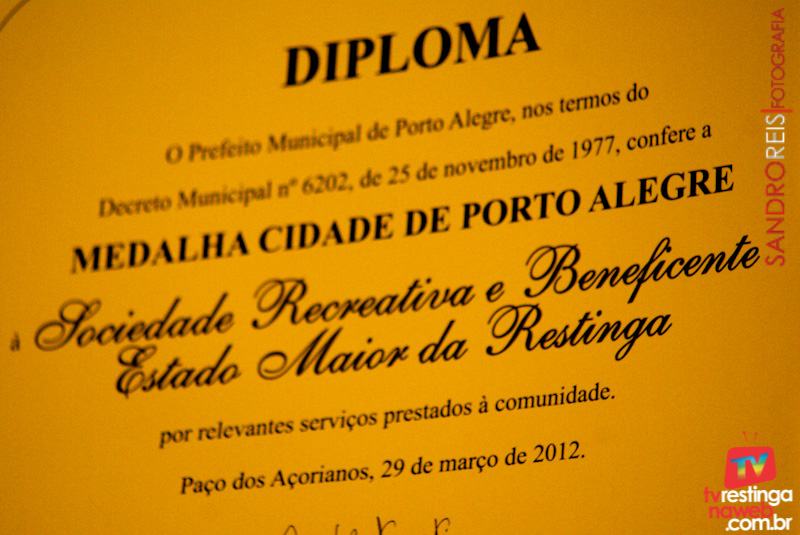 DIPLOMA
O Prefeito Municipal de Porto Alegre, nos termos do
Decreto Municipal nº 6202, de 25 de novembro de 1977, confere a
MEDALHA CIDADE DE PORTO ALEGRE
à Sociedade Recreativa e Beneficente
Estado Maior da Restinga
por relevantes serviços prestados à comunidade.
Paço dos Açorianos, 29 de março de 2012.
SANDROREIS|FOTOGRAFIA
TV
tvrestinga
naweb
.com.br